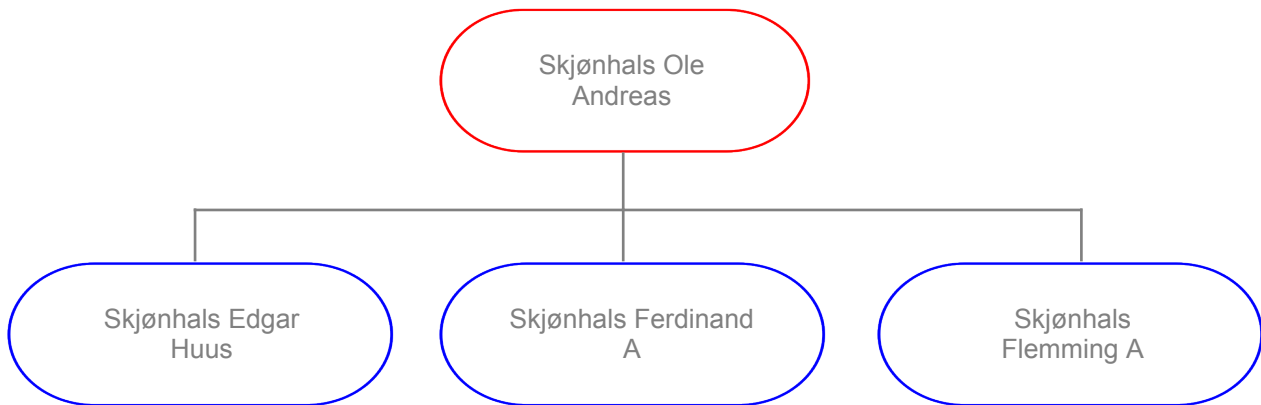 Skjønhals Ole
Andreas
Skjønhals Edgar
Huus
Skjønhals Ferdinand
A
Skjønhals
Flemming A